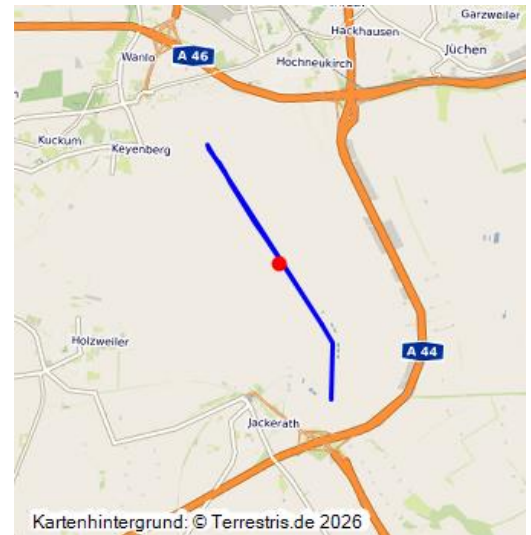 Garzweiler
Hackhausen
Jüchen
Wanlo
A 46
Hochneukirch
Kuckum
Keyenberg
Holzweiler
A 44
Jackerath
Kartenhintergrund: © Terrestris.de 2026